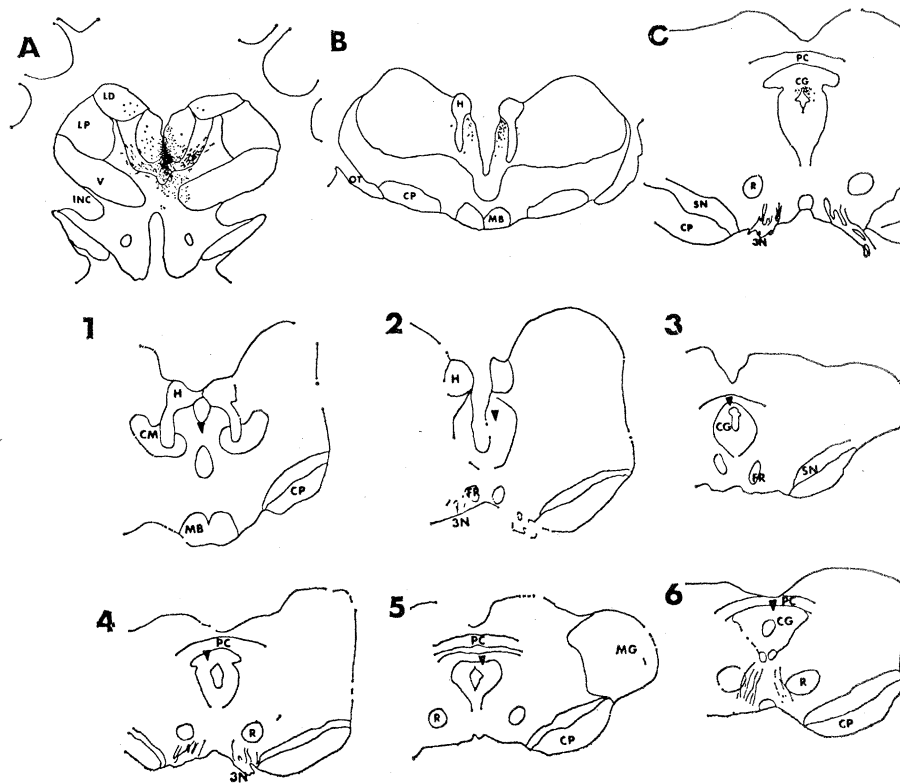 A
LD
LP
V
INC
B
H
OT
CP
MB
C
PC
CG
R
SN
CP
3N
1
H
CM
CP
MB
2
H
FR
3N
3
CG
FR
SN
4
PC
R
3N
5
PC
MG
R
CP
6
PC
CG
R
CP